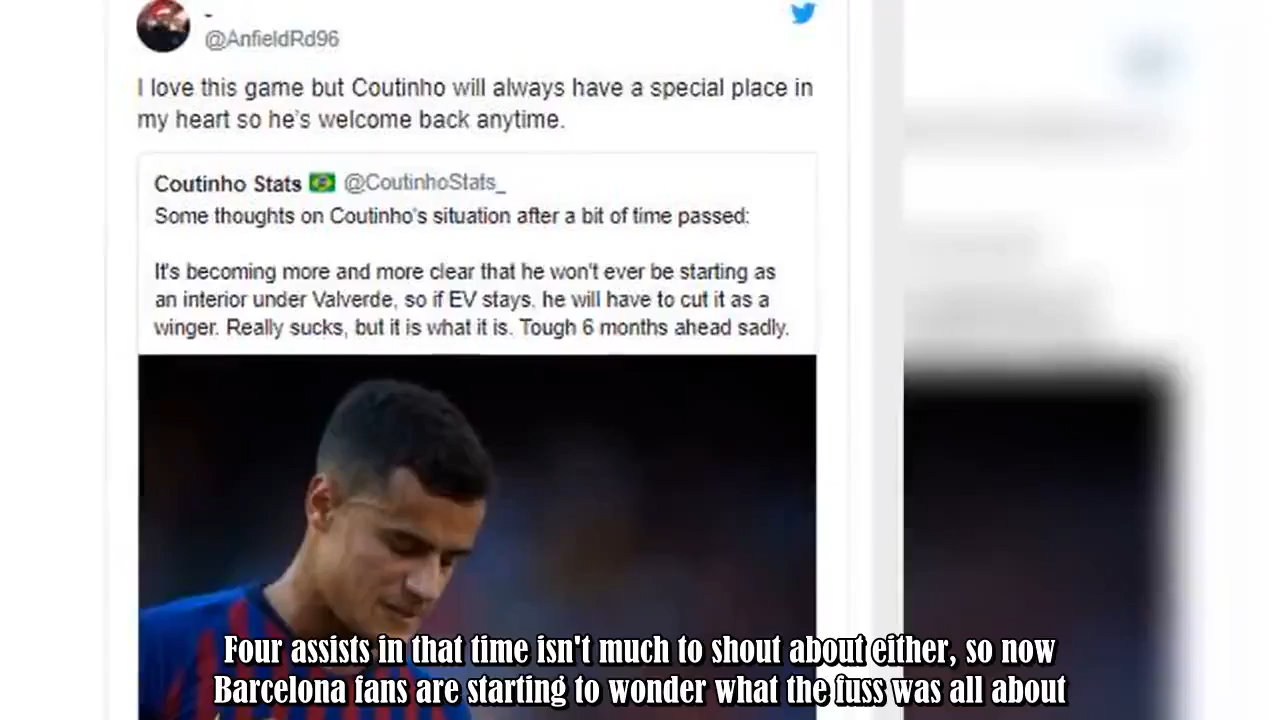 -
@AnfieldRd96
I love this game but Coutinho will always have a special place in
my heart so he's welcome back anytime.
Coutinho Stats @CoutinhoStats_
Some thoughts on Coutinho's situation after a bit of time passed:
It's becoming more and more clear that he won't ever be starting as
an interior under Valverde, so if EV stays, he will have to cut it as a
winger. Really sucks, but it is what it is. Tough 6 months ahead sadly.
Four assists in that time isn't much to shout about either, so now
Barcelona fans are starting to wonder what the fuss was all about